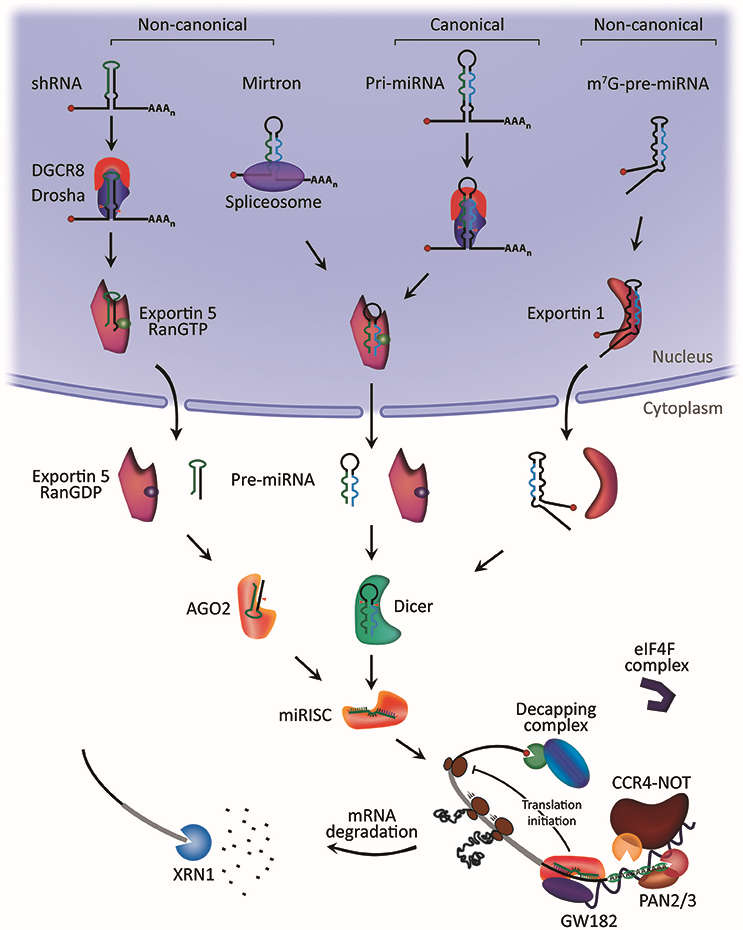 Non-canonical
Canonical
Non-canonical
shRNA
Mirtron
Pri-miRNA
m⁷G-pre-miRNA
AAAₙ
AAAₙ
DGCR8
Drosha
AAAₙ
Spliceosome
AAAₙ
AAAₙ
Exportin 5
RanGTP
Exportin 1
Nucleus
Cytoplasm
Exportin 5
RanGDP
Pre-miRNA
AGO2
Dicer
eIF4F
complex
miRISC
Decapping
complex
CCR4-NOT
Translation
initiation
mRNA
degradation
XRN1
PAN2/3
GW182